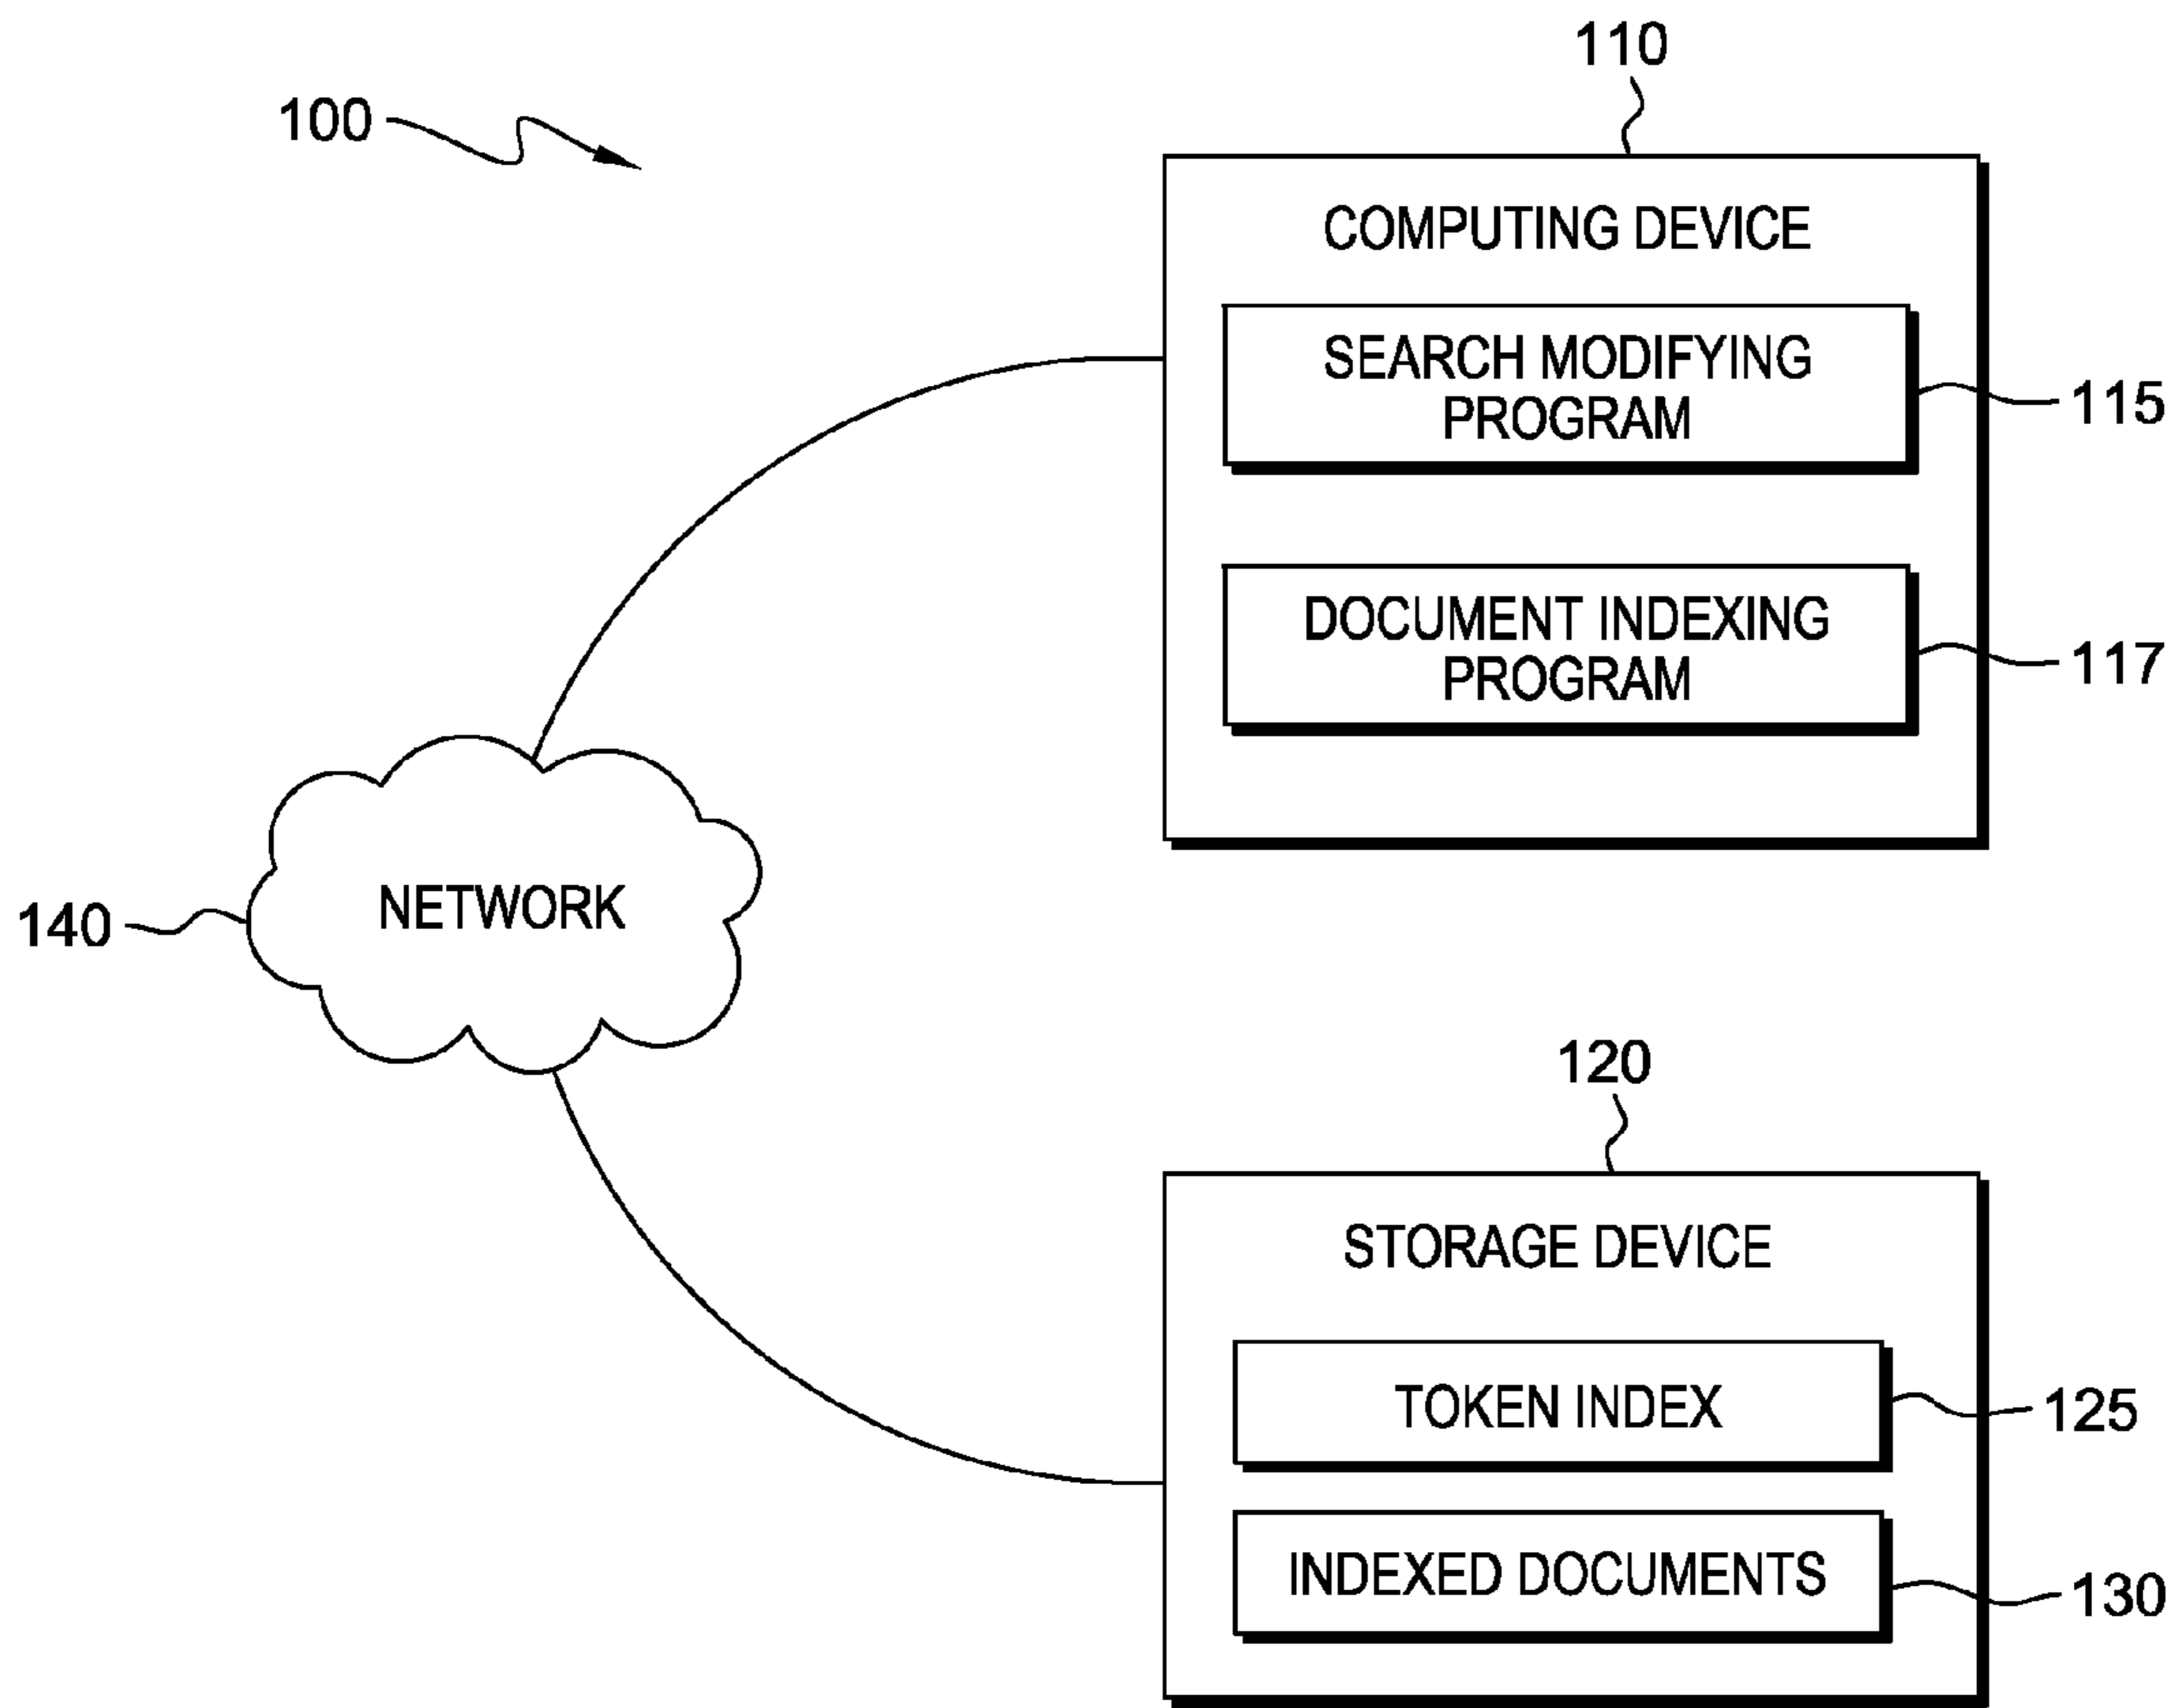 110
100
COMPUTING DEVICE
SEARCH MODIFYING
PROGRAM
115
DOCUMENT INDEXING
PROGRAM
117
NETWORK
140
120
STORAGE DEVICE
TOKEN INDEX
125
INDEXED DOCUMENTS
130